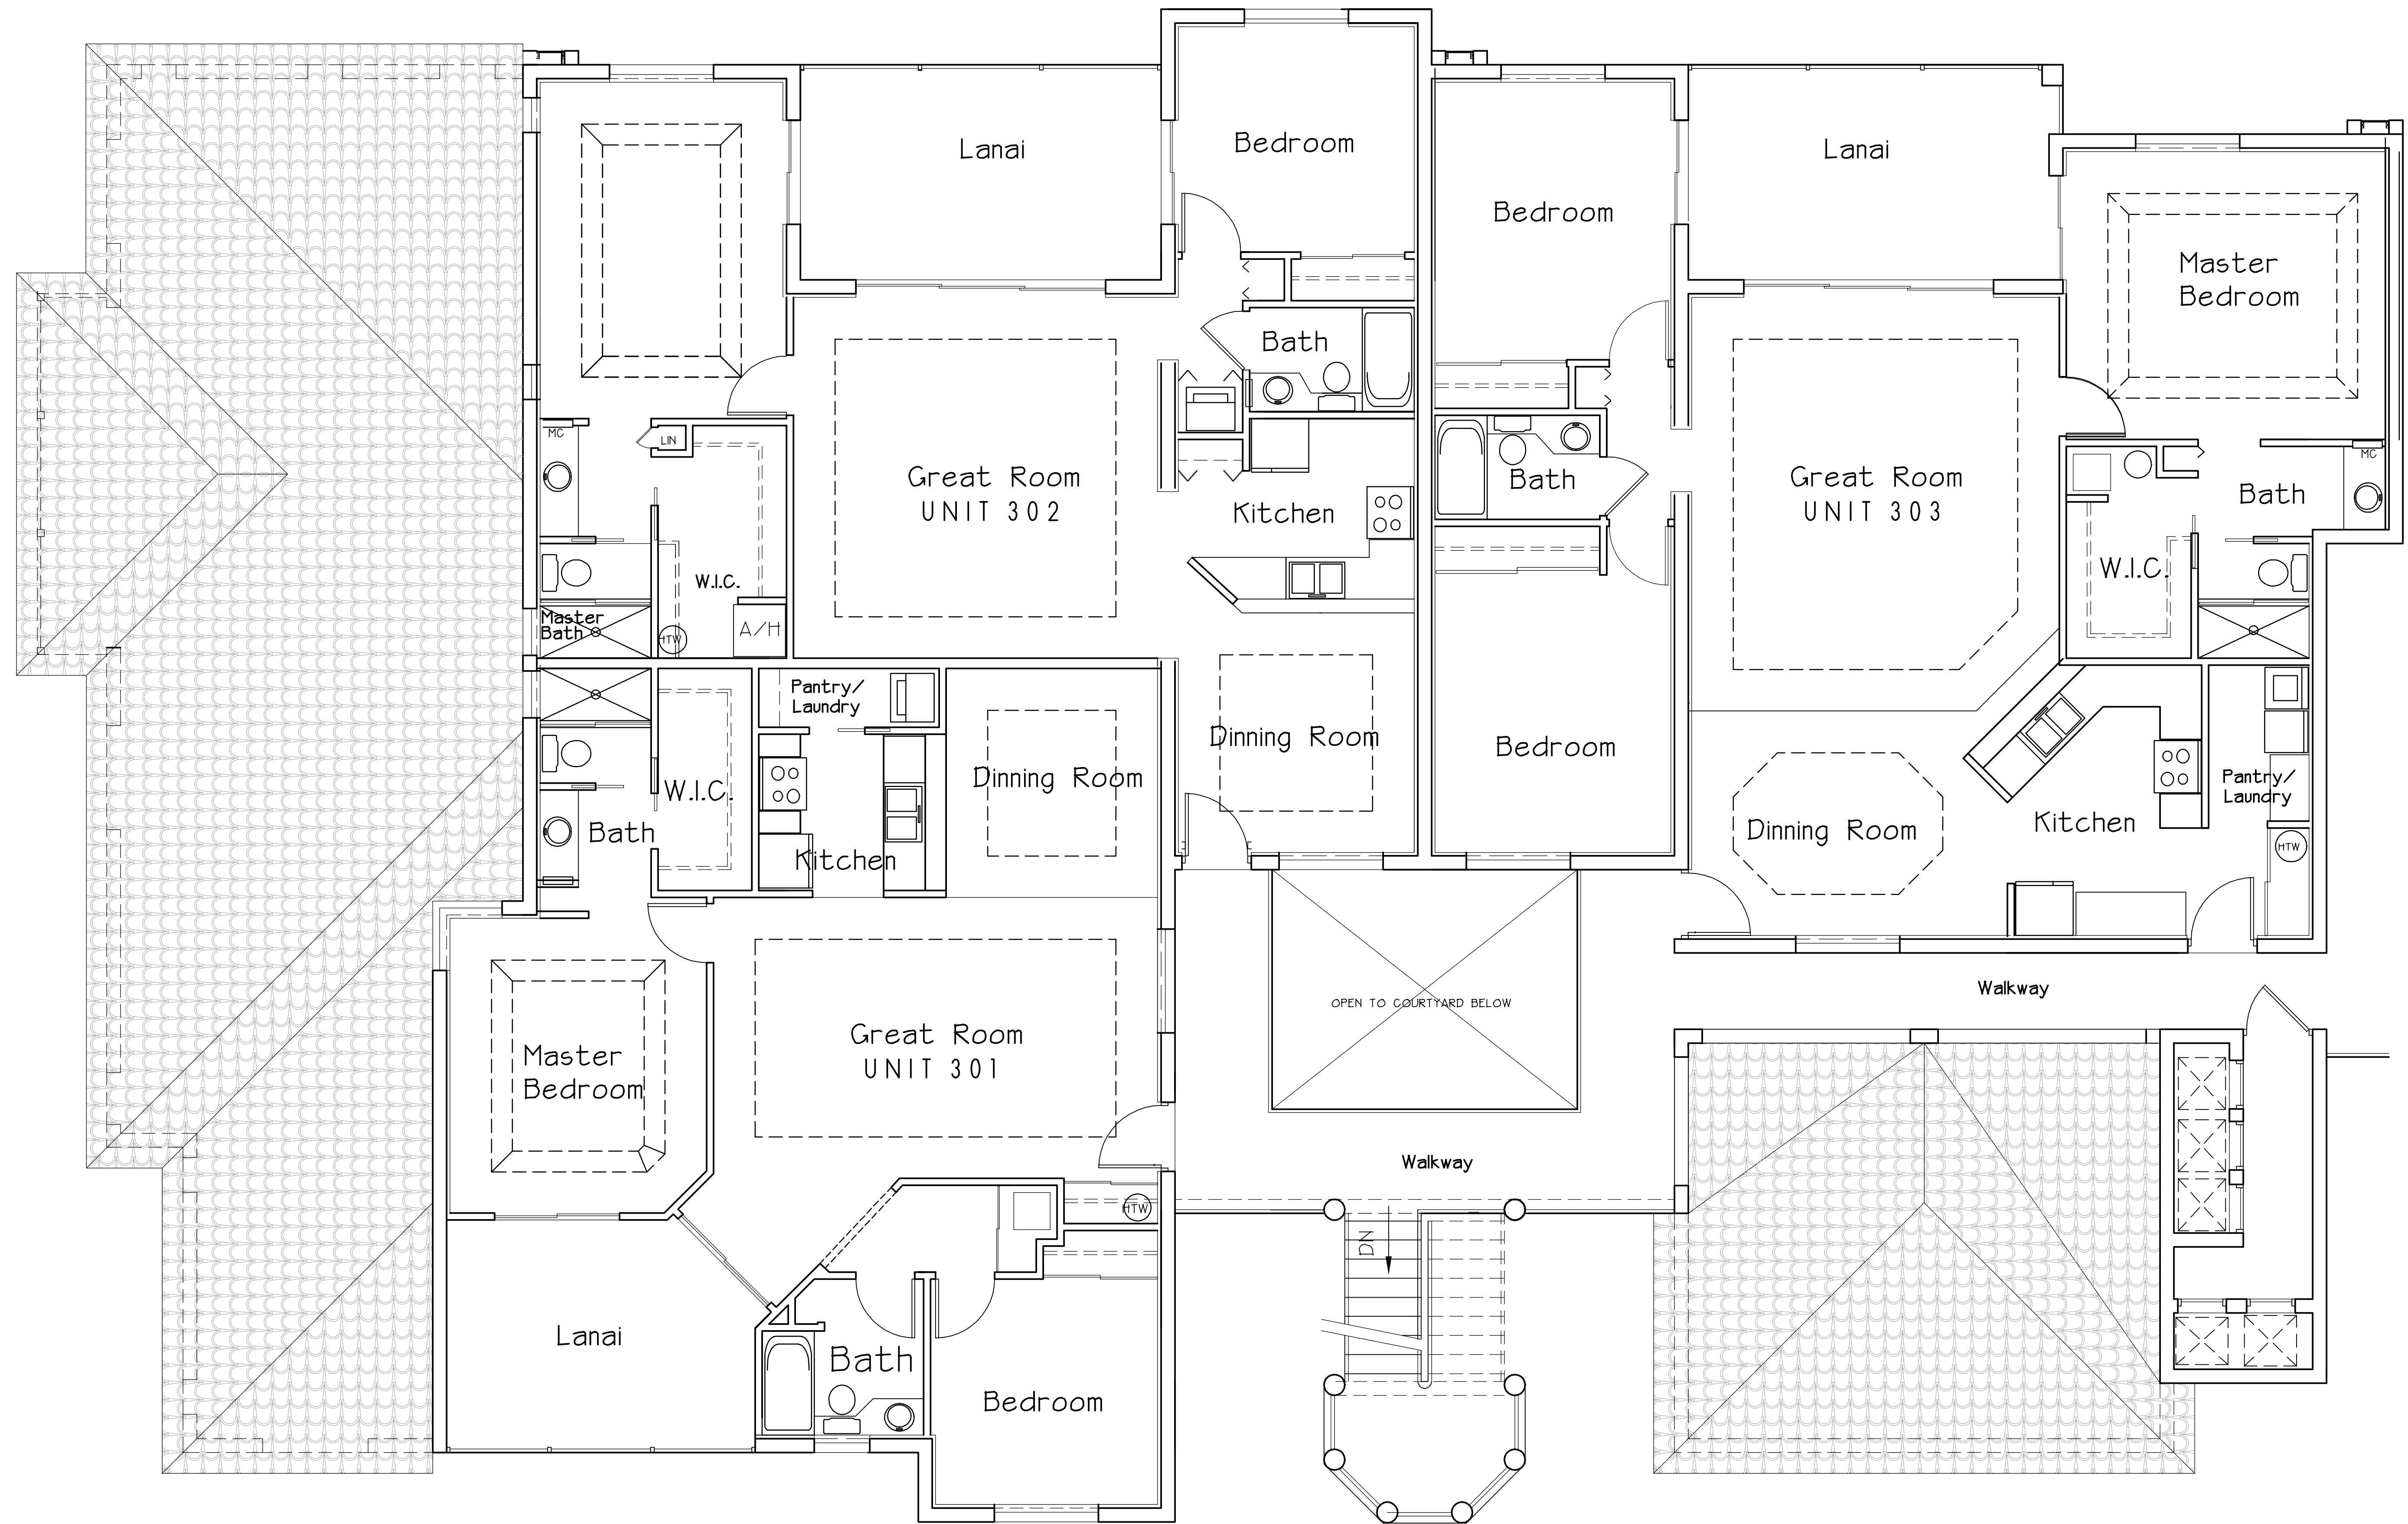 Lanai
Bedroom
Lanai
Bedroom
Master
Bedroom
Bath
MC
LIN
Great Room
UNIT 302
Kitchen
Bath
Great Room
UNIT 303
MC
Bath
W.I.C.
W.I.C.
Master
Bath
HTW
A/H
Pantry/
Laundry
Dinning Room
Bedroom
Dinning Room
W.I.C.
Bath
Kitchen
Dinning Room
Kitchen
Pantry/
Laundry
HTW
Walkway
OPEN TO COURTYARD BELOW
Great Room
UNIT 301
Master
Bedroom
Walkway
HTW
DN
Lanai
Bath
Bedroom